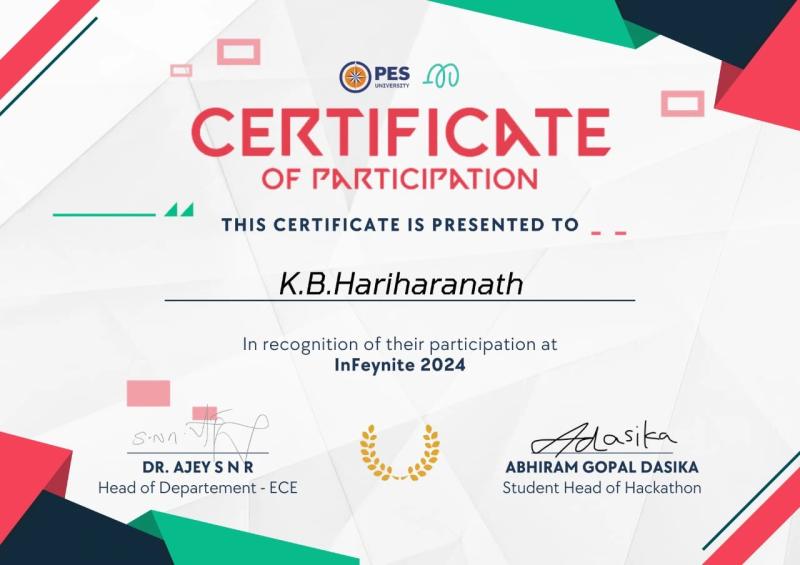 PES
UNIVERSITY
CERTIFICATE
OF PARTICIPATION
THIS CERTIFICATE IS PRESENTED TO
K.B.Hariharanath
In recognition of their participation at
InFeynite 2024
S.N.N.
Adasika
DR. AJEY S N R
ABHIRAM GOPAL DASIKA
Head of Departement - ECE
Student Head of Hackathon